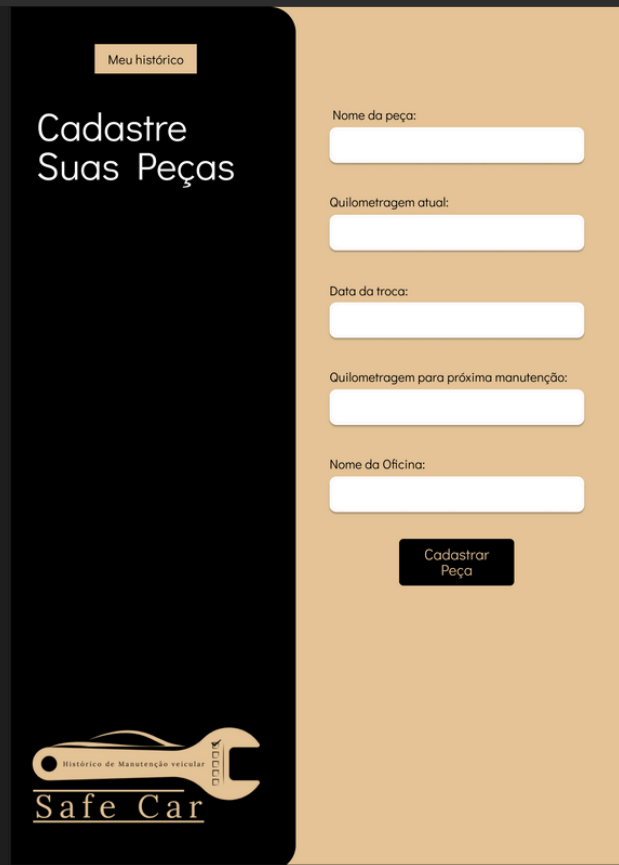 Meu histórico
Cadastre
Suas Peças
Nome da peça:
Quilometragem atual:
Data da troca:
Quilometragem para próxima manutenção:
Nome da Oficina:
Cadastrar
Peça
Histórico de Manutenção veicular
Safe Car